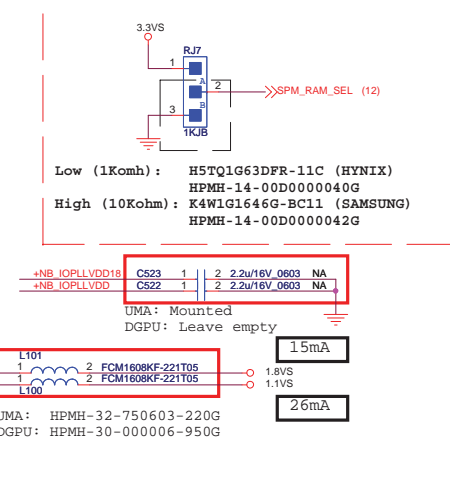 3.3VS
RJ7
1
A
2
SPM_RAM_SEL (12)
B
3
1KJB
Low (1Komh): H5TQ1G63DFR-11C (HYNIX)
HPMH-14-00D0000040G
High (10Kohm): K4W1G1646G-BC11 (SAMSUNG)
HPMH-14-00D0000042G
+NB_IOPLLVDD18 C523 1 2 2.2u/16V_0603 NA
+NB_IOPLLVDD C522 1 2 2.2u/16V_0603 NA
UMA: Mounted
DGPU: Leave empty
15mA
L101
1 2 FCM1608KF-221T05 1.8VS
1 2 FCM1608KF-221T05 1.1VS
L100
26mA
UMA: HPMH-32-750603-220G
DGPU: HPMH-30-000006-950G